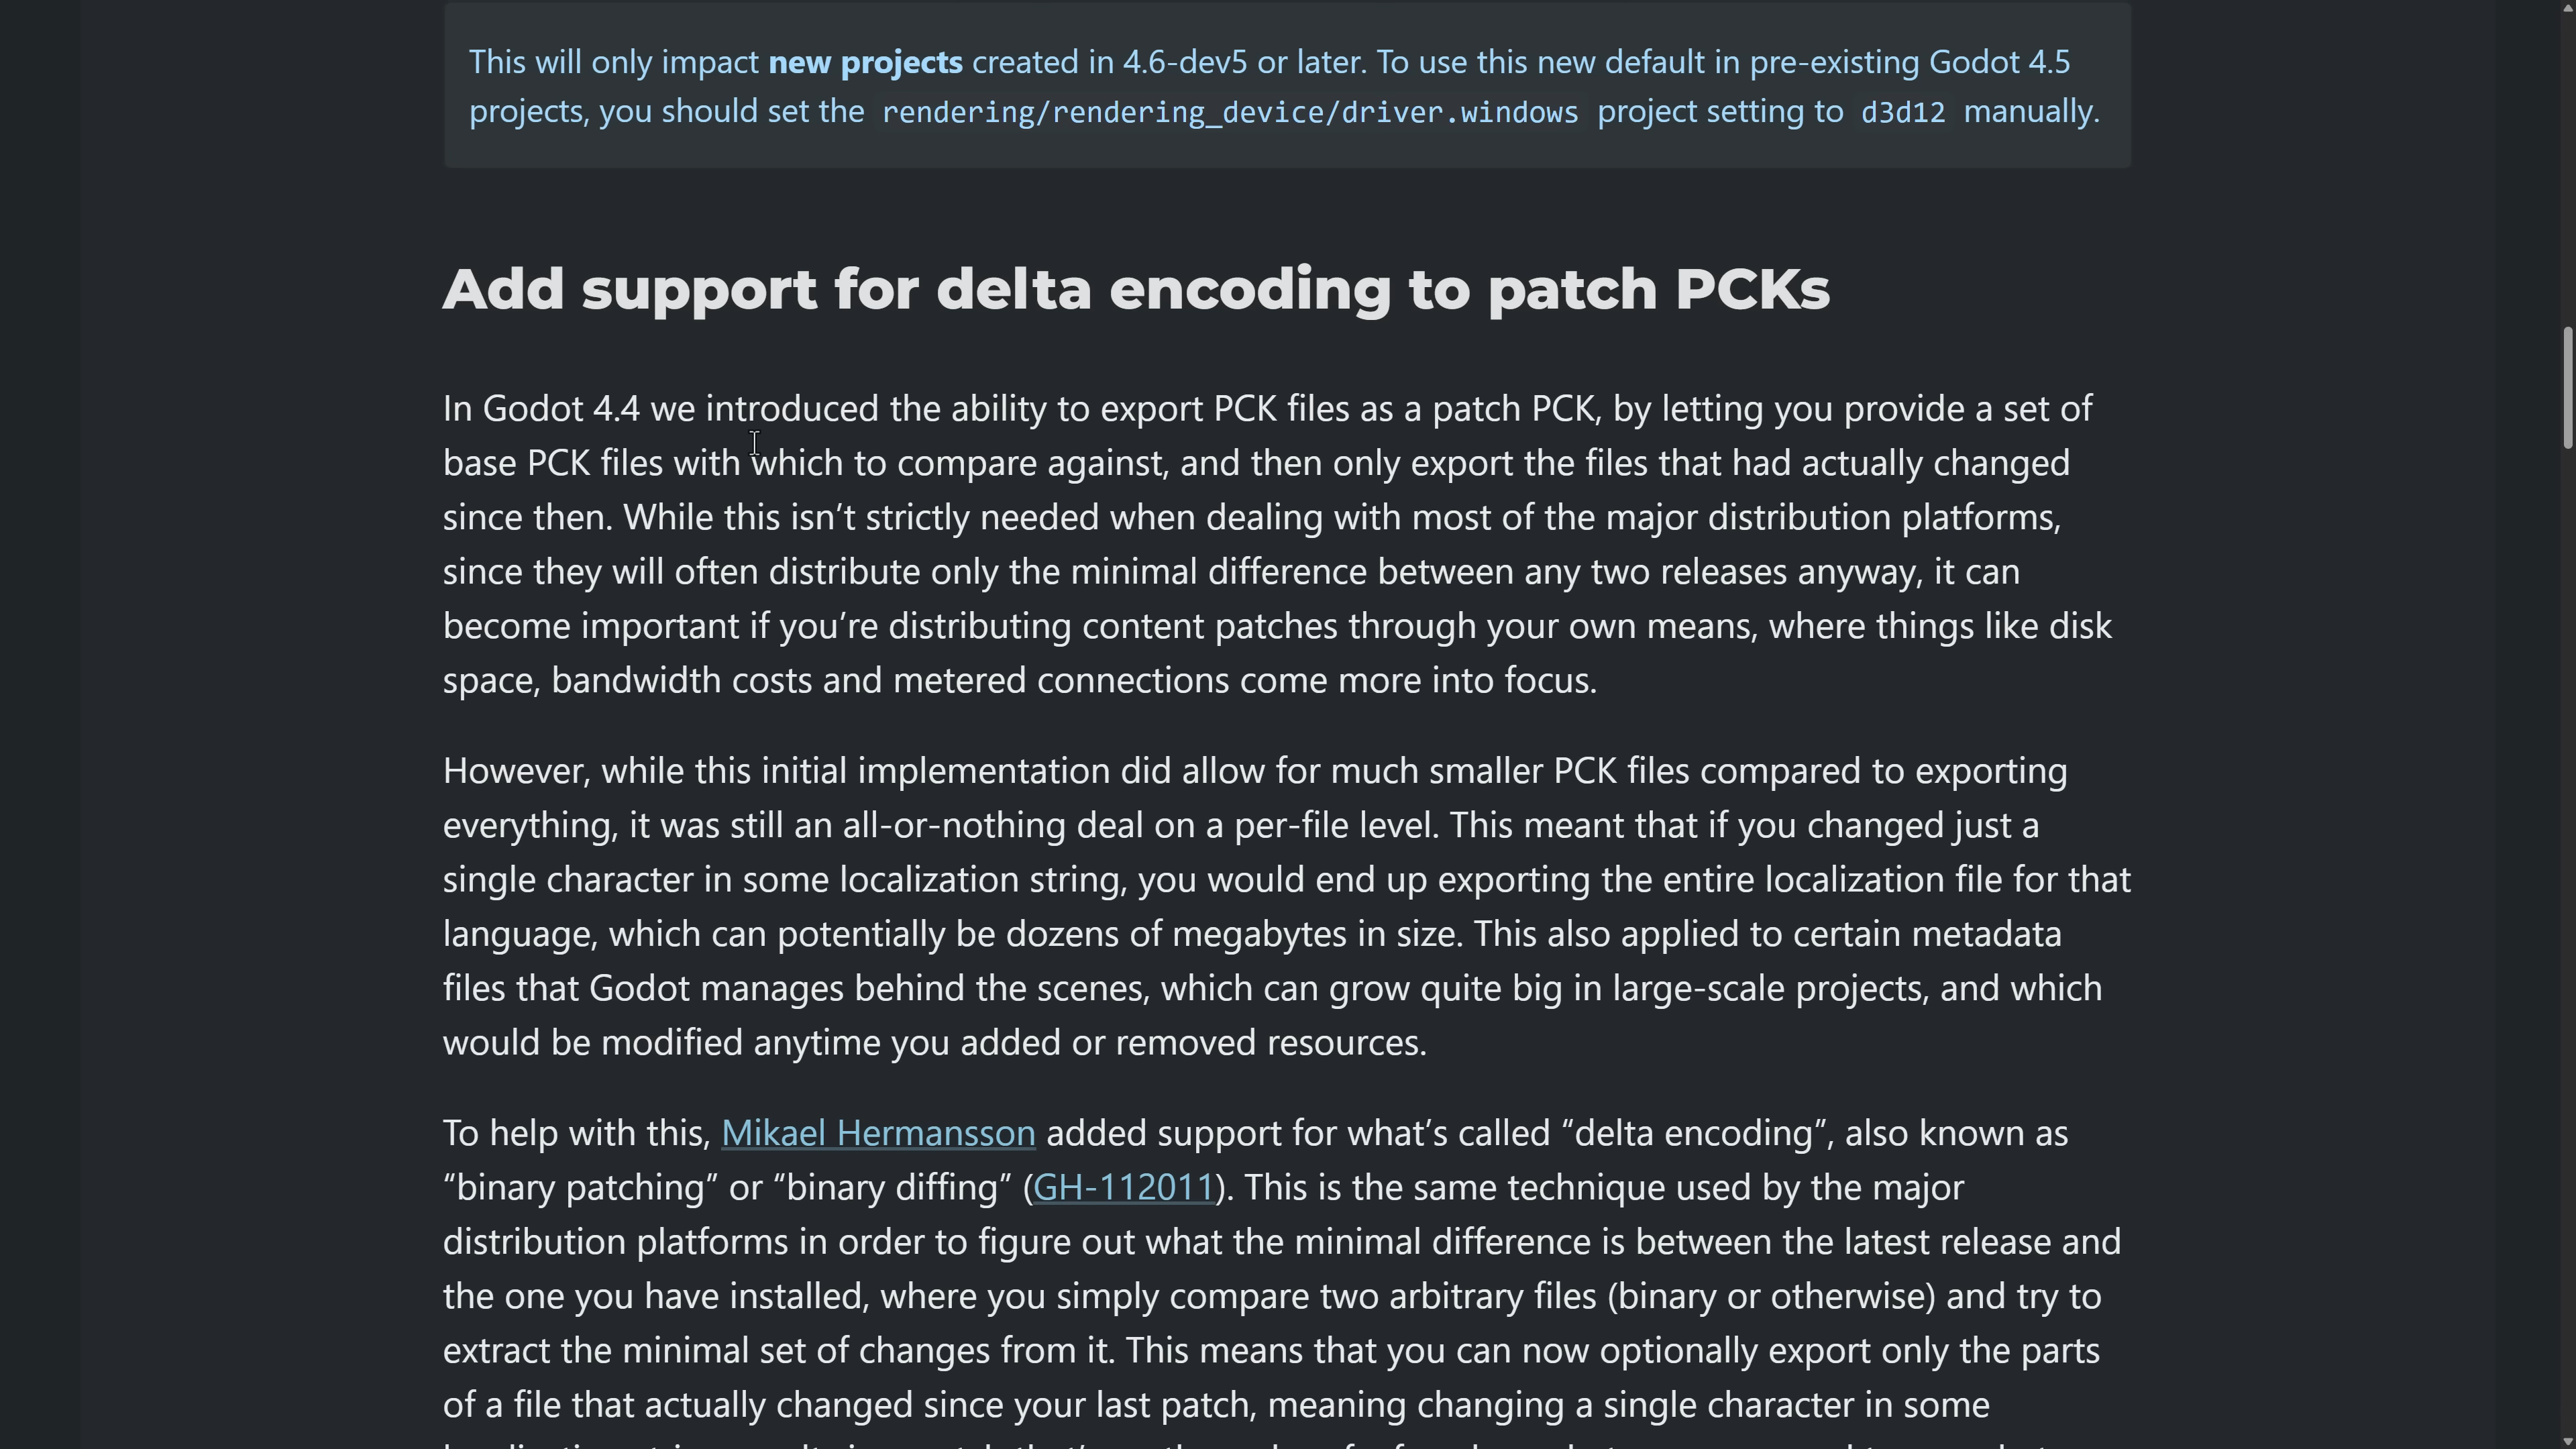 This will only impact new projects created in 4.6-dev5 or later. To use this new default in pre-existing Godot 4.5
projects, you should set the rendering/rendering_device/driver.windows project setting to d3d12 manually.
Add support for delta encoding to patch PCKs
In Godot 4.4 we introduced the ability to export PCK files as a patch PCK, by letting you provide a set of
base PCK files with which to compare against, and then only export the files that had actually changed
since then. While this isn’t strictly needed when dealing with most of the major distribution platforms,
since they will often distribute only the minimal difference between any two releases anyway, it can
become important if you’re distributing content patches through your own means, where things like disk
space, bandwidth costs and metered connections come more into focus.
However, while this initial implementation did allow for much smaller PCK files compared to exporting
everything, it was still an all-or-nothing deal on a per-file level. This meant that if you changed just a
single character in some localization string, you would end up exporting the entire localization file for that
language, which can potentially be dozens of megabytes in size. This also applied to certain metadata
files that Godot manages behind the scenes, which can grow quite big in large-scale projects, and which
would be modified anytime you added or removed resources.
To help with this, Mikael Hermansson added support for what’s called “delta encoding”, also known as
“binary patching” or “binary diffing” (GH-112011). This is the same technique used by the major
distribution platforms in order to figure out what the minimal difference is between the latest release and
the one you have installed, where you simply compare two arbitrary files (binary or otherwise) and try to
extract the minimal set of changes from it. This means that you can now optionally export only the parts
of a file that actually changed since your last patch, meaning changing a single character in some